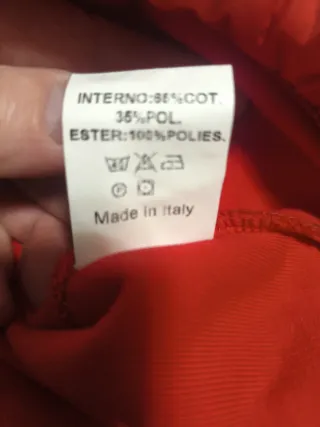 INTERNO:65%COT.
35%POL.
ESTER:100%POLIES.
Made in Italy